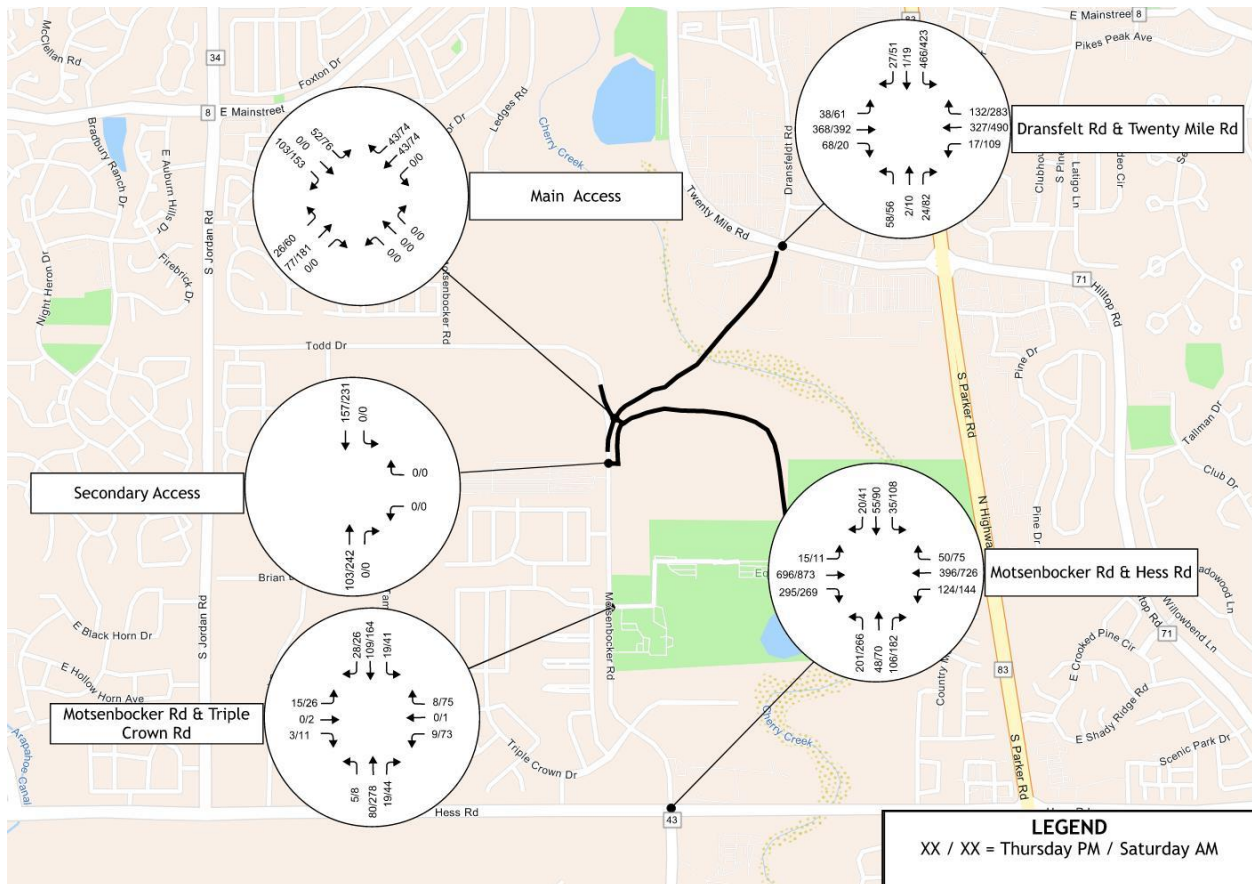 McClellan Rd
Bradbury Ranch Dr
34
Foxton Dr
8
E Mainstreet
E Auburn Hills Dr
S Jordan Rd
Ledges Rd
Cherry Creek
83
E Mainstreet
8
Pikes Peak Ave
27/51
1/19
466/423
38/61
368/392
68/20
132/283
327/490
17/109
58/56
2/10
24/82
Dransfelt Rd & Twenty Mile Rd
Dransfeldt Rd
Twenty Mile Rd
Latigo Ln
52/76
0/0
103/153
43/74
43/74
0/0
26/60
77/181
0/0
0/0
0/0
0/0
Main Access
Night Heron Dr
Firebrick Dr
Todd Dr
71
Hilltop Rd
Pine Dr
S Parker Rd
Tallman Dr
Club Dr
157/231
0/0
0/0
0/0
103/242
0/0
Secondary Access
20/41
55/90
35/108
15/11
696/873
295/269
50/75
396/726
124/144
201/266
48/70
106/182
Motsenbocker Rd & Hess Rd
N Highwa
Pine Dr
Willowbend Ln
71
E Crooked Pine Cir
E Shady Ridge Rd
Scenic Park Dr
83
S Parker Rd
S Jordan Rd
E Black Horn Dr
E Hollow Horn Ave
Arapahoe Canal
28/26
109/164
19/41
15/26
0/2
3/11
8/75
0/1
9/73
5/8
80/278
19/44
Motsenbocker Rd & Triple
Crown Rd
Motsenbocker Rd
Triple Crown Dr
Cherry Creek
Hess Rd
43
LEGEND
XX / XX = Thursday PM / Saturday AM